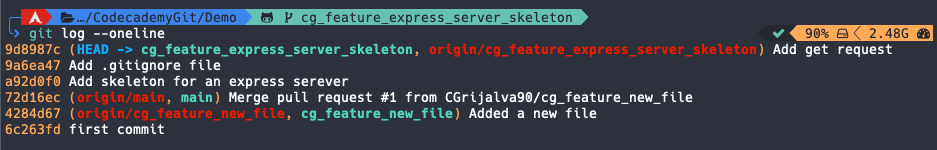 …/CodecademyGit/Demo cg_feature_express_server_skeleton
git log --oneline 90% 2.48G
9d8987c (HEAD -> cg_feature_express_server_skeleton, origin/cg_feature_express_server_skeleton) Add get request
9a6ea47 Add .gitignore file
a92d0f0 Add skeleton for an express serever
72d16ec (origin/main, main) Merge pull request #1 from CGrijalva90/cg_feature_new_file
4284d67 (origin/cg_feature_new_file, cg_feature_new_file) Added a new file
6c263fd first commit